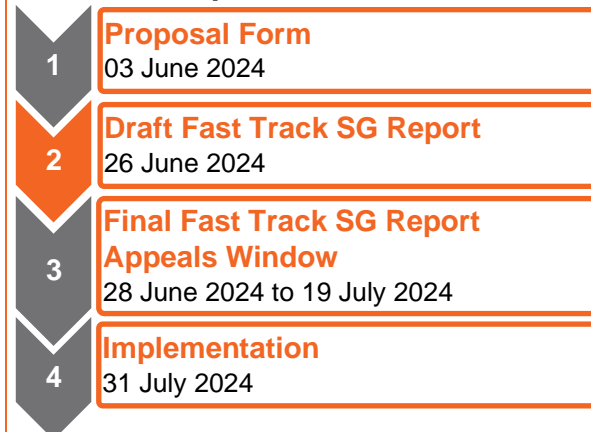 1
Proposal Form
03 June 2024
2
Draft Fast Track SG Report
26 June 2024
3
Final Fast Track SG Report
Appeals Window
28 June 2024 to 19 July 2024
4
Implementation
31 July 2024